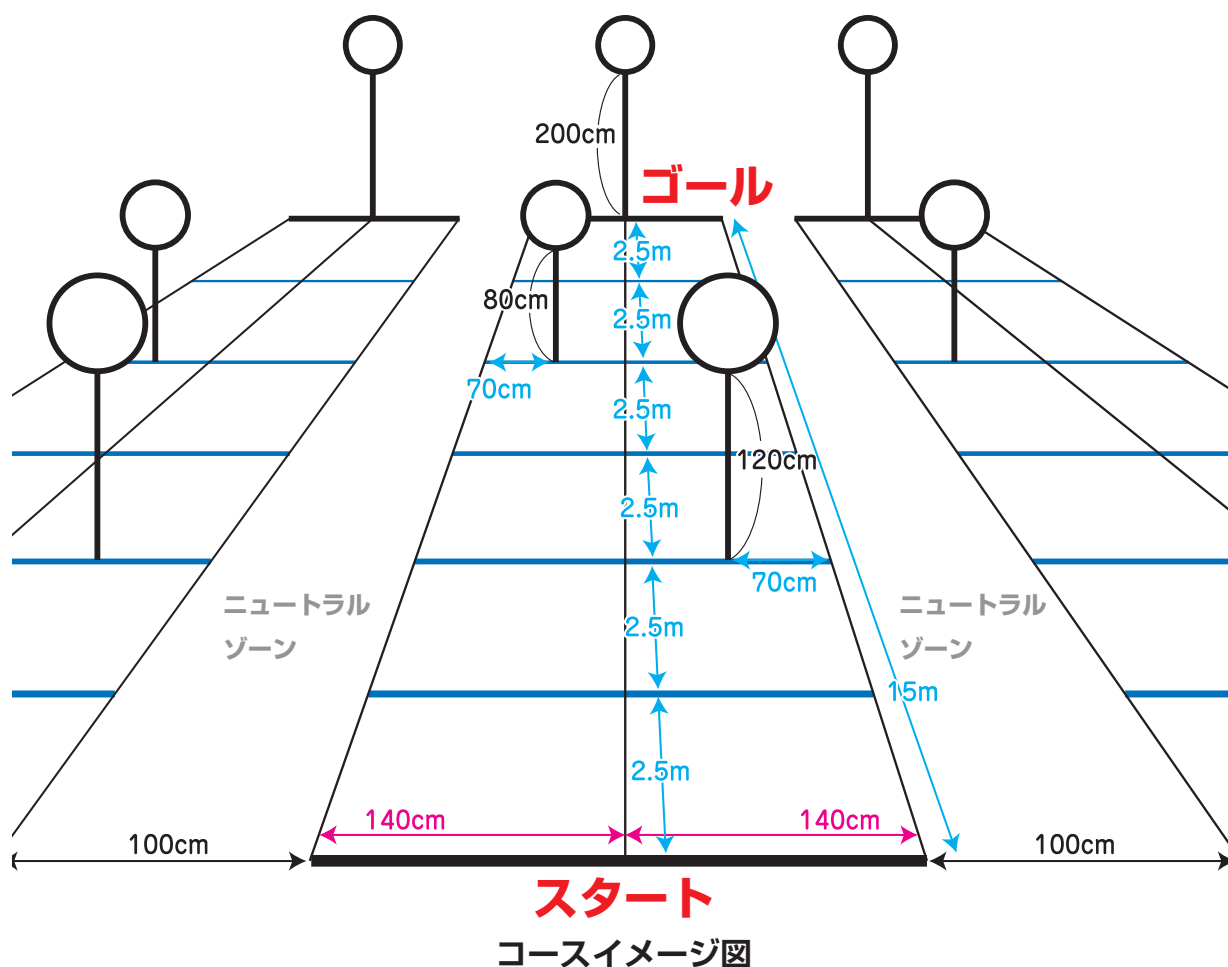 200cm
ゴール
2.5m
80cm
2.5m
70cm
2.5m
120cm
2.5m
70cm
ニュートラル
ゾーン
ニュートラル
ゾーン
2.5m
15m
2.5m
140cm
140cm
100cm
100cm
スタート
コースイメージ図